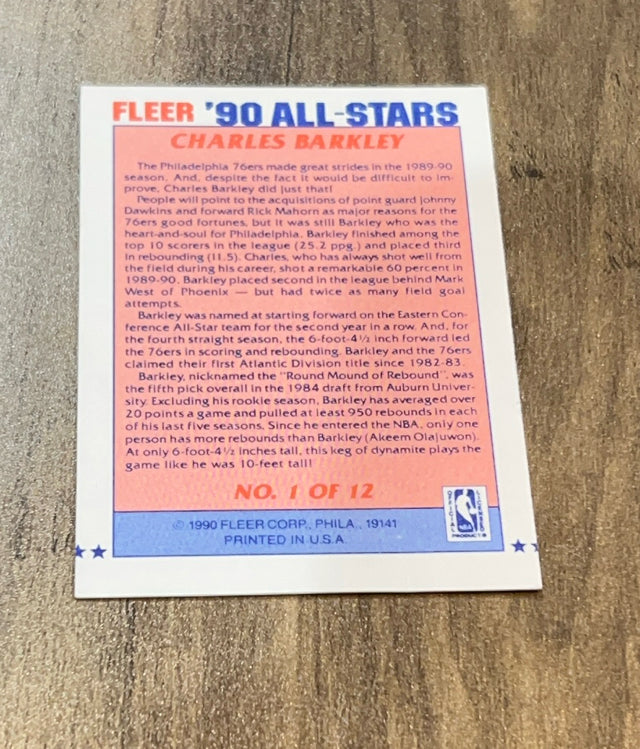 FLEER '90 ALL-STARS
CHARLES BARKLEY
The Philadelphia 76ers made great strides in the 1989-90
season. And, despite the fact it would be difficult to im-
prove, Charles Barkley did just that!
People will point to the acquisitions of point guard Johnny
Dawkins and forward Rick Mahorn as major reasons for the
76ers good fortunes, but it was still Barkley who was the
heart-and-soul for Philadelphia. Barkley finished among the
top 10 scorers in the league (25.2 ppg.) and placed third
in rebounding (11.5). Charles, who has always shot well from
the field during his career, shot a remarkable 60 percent in
1989-90. Barkley placed second in the league behind Mark
West of Phoenix — but had twice as many field goal
attempts.
Barkley was named at starting forward on the Eastern Con-
ference All-Star team for the second year in a row. And, for
the fourth straight season, the 6-foot-4½ inch forward led
the 76ers in scoring and rebounding. Barkley and the 76ers
claimed their first Atlantic Division title since 1982-83.
Barkley, nicknamed the "Round Mound of Rebound", was
the fifth pick overall in the 1984 draft from Auburn Univer-
sity. Excluding his rookie season, Barkley has averaged over
20 points a game and pulled at least 950 rebounds in each
of his last five seasons. Since he entered the NBA, only one
person has more rebounds than Barkley (Akeem Olajuwon).
At only 6-foot-4½ inches tall, this keg of dynamite plays the
game like he was 10-feet tall!
NO. 1 OF 12
© 1990 FLEER CORP., PHILA., 19141
PRINTED IN U.S.A.
OFFICIAL
NBA
LICENSED
PRODUCT®